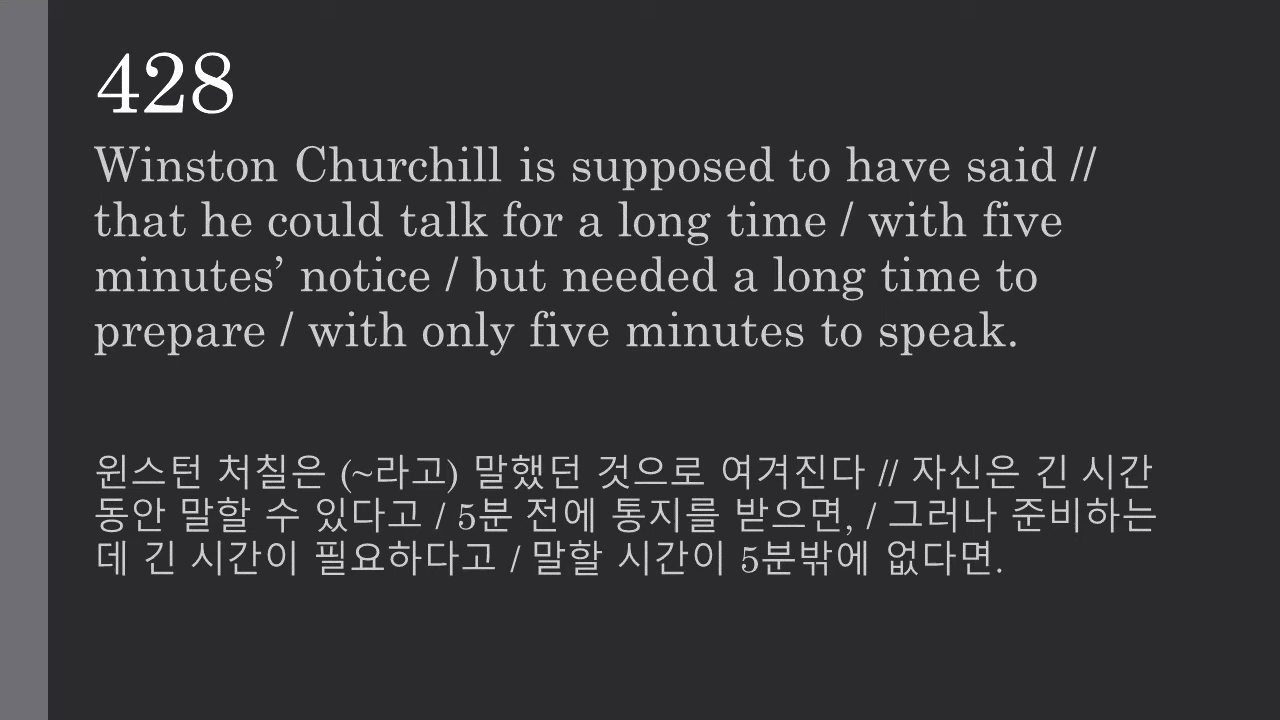 428
Winston Churchill is supposed to have said //
that he could talk for a long time / with five
minutes’ notice / but needed a long time to
prepare / with only five minutes to speak.
윈스턴 처칠은 (~라고) 말했던 것으로 여겨진다 // 자신은 긴 시간
동안 말할 수 있다고 / 5분 전에 통지를 받으면, / 그러나 준비하는
데 긴 시간이 필요하다고 / 말할 시간이 5분밖에 없다면.